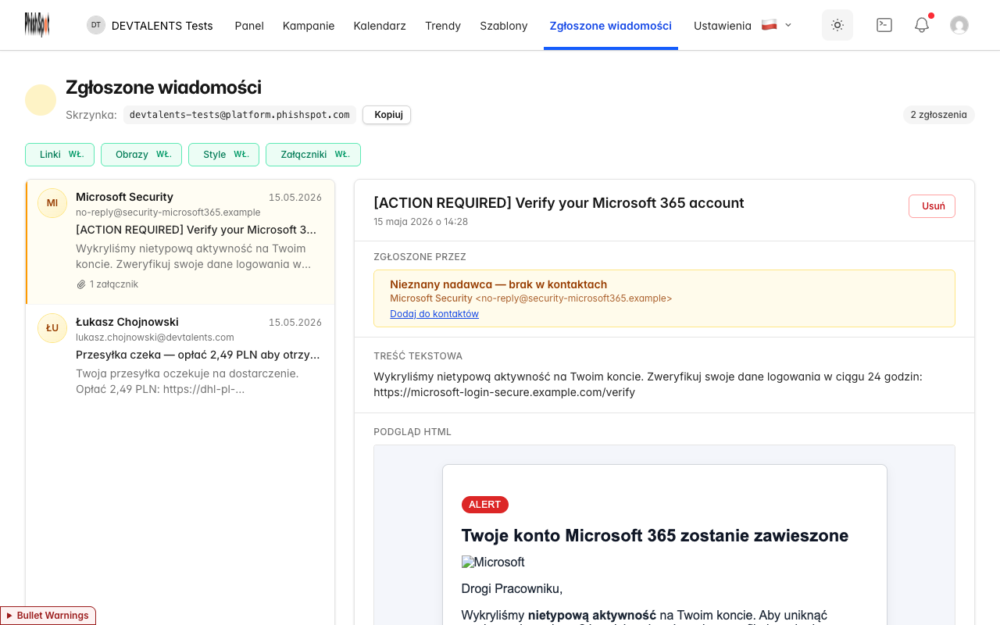 PhishSpot
DT DEVTALENTS Tests Panel Kampanie Kalendarz Trendy Szablony Zgłoszone wiadomości Ustawienia
Zgłoszone wiadomości
Skrzynka: devtalents-tests@platform.phishspot.com Kopiuj 2 zgłoszenia
Linki WŁ. Obrazy WŁ. Style WŁ. Załączniki WŁ.
MI Microsoft Security 15.05.2026
no-reply@security-microsoft365.example
[ACTION REQUIRED] Verify your Microsoft 3...
Wykryliśmy nietypową aktywność na Twoim
koncie. Zweryfikuj swoje dane logowania w...
1 załącznik
ŁU Łukasz Chojnowski 15.05.2026
lukasz.chojnowski@devtalents.com
Przesyłka czeka — opłać 2,49 PLN aby otrzy...
Twoja przesyłka oczekuje na dostarczenie.
Opłać 2,49 PLN: https://dhl-pl-...
[ACTION REQUIRED] Verify your Microsoft 365 account
15 maja 2026 o 14:28
Usuń
ZGŁOSZONE PRZEZ
Nieznany nadawca — brak w kontaktach
Microsoft Security <no-reply@security-microsoft365.example>
Dodaj do kontaktów
TREŚĆ TEKSTOWA
Wykryliśmy nietypową aktywność na Twoim koncie. Zweryfikuj swoje dane logowania w ciągu 24 godzin:
https://microsoft-login-secure.example.com/verify
PODGLĄD HTML
ALERT
Twoje konto Microsoft 365 zostanie zawieszone
Microsoft
Drogi Pracowniku,
Wykryliśmy nietypową aktywność na Twoim koncie. Aby uniknąć
Bullet Warnings